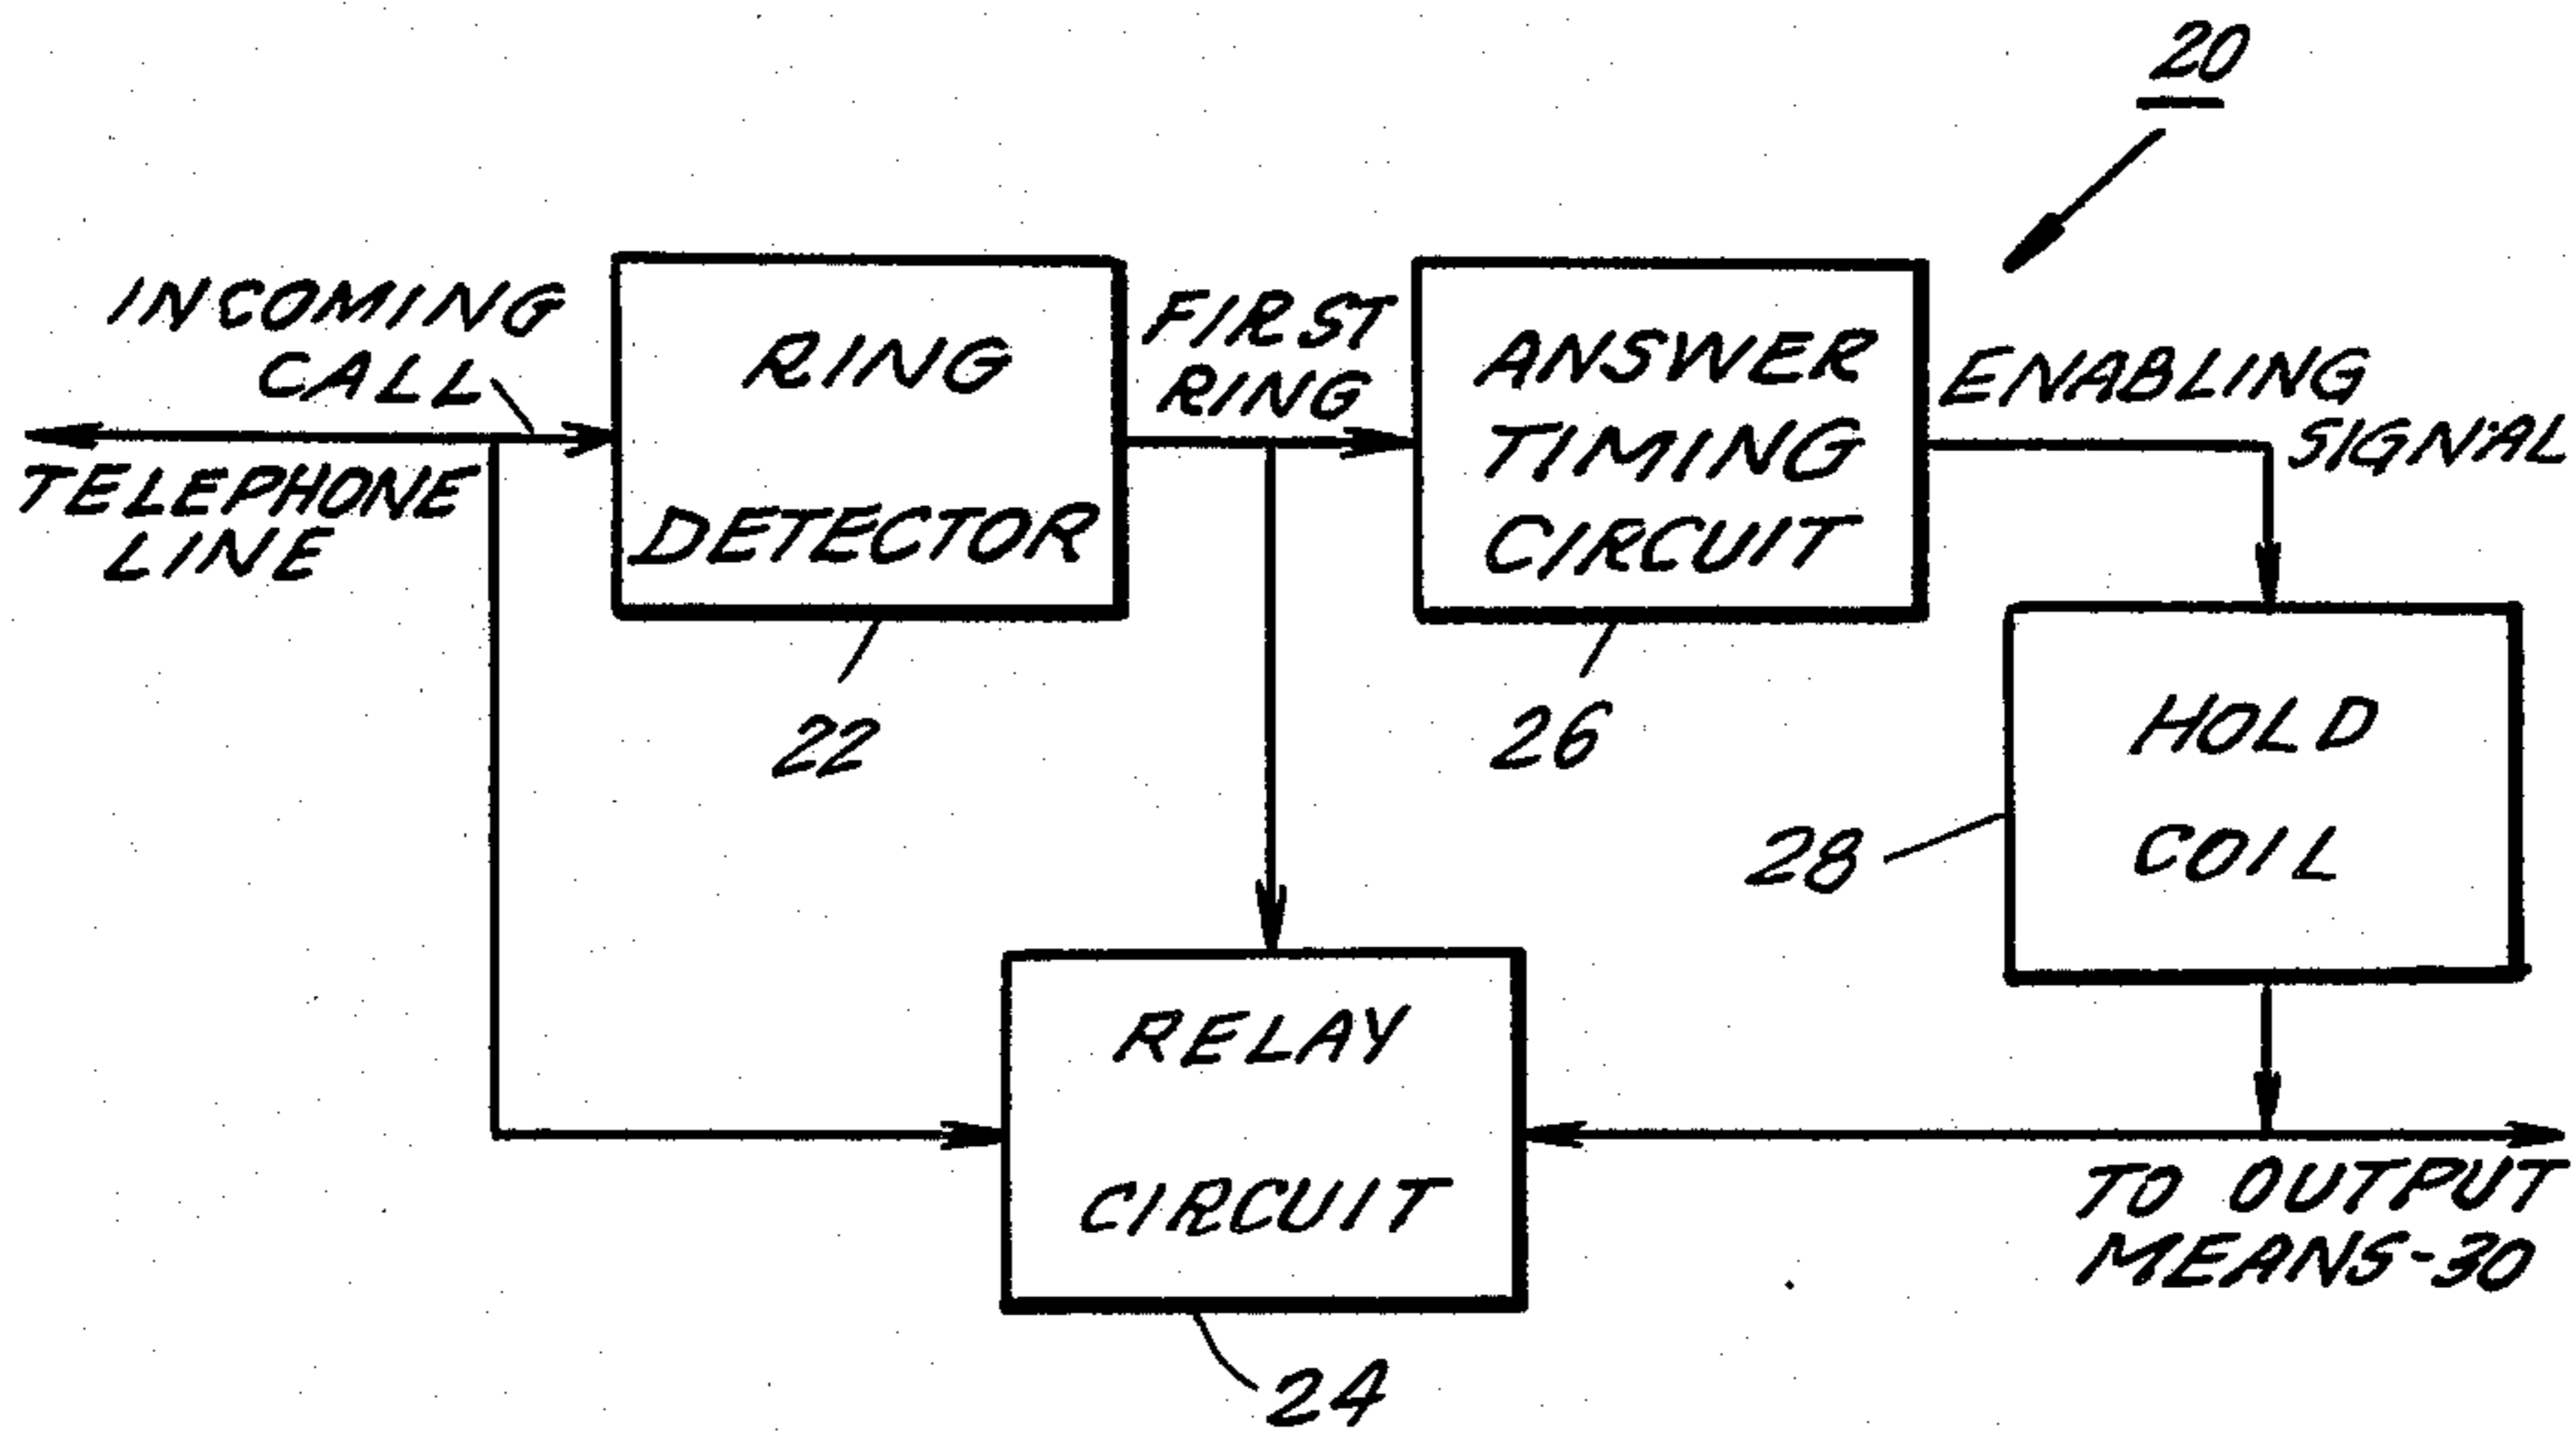 20
INCOMING
CALL
TELEPHONE
LINE
RING
DETECTOR
22
FIRST
RING
ANSWER
TIMING
CIRCUIT
26
ENABLING
SIGNAL
HOLD
COIL
28
RELAY
CIRCUIT
24
TO OUTPUT
MEANS-30